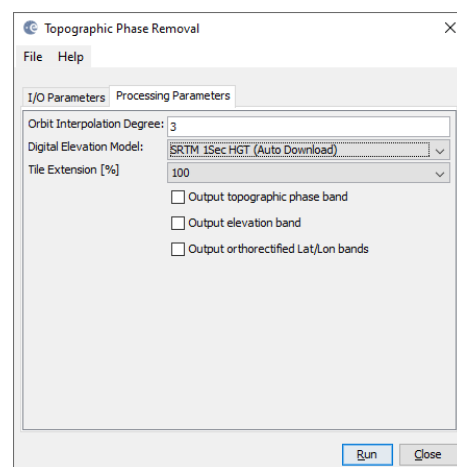 Topographic Phase Removal
File Help
I/O Parameters Processing Parameters
Orbit Interpolation Degree: 3
Digital Elevation Model: SRTM 1Sec HGT (Auto Download)
Tile Extension [%] 100
Output topographic phase band
Output elevation band
Output orthorectified Lat/Lon bands
Run Close